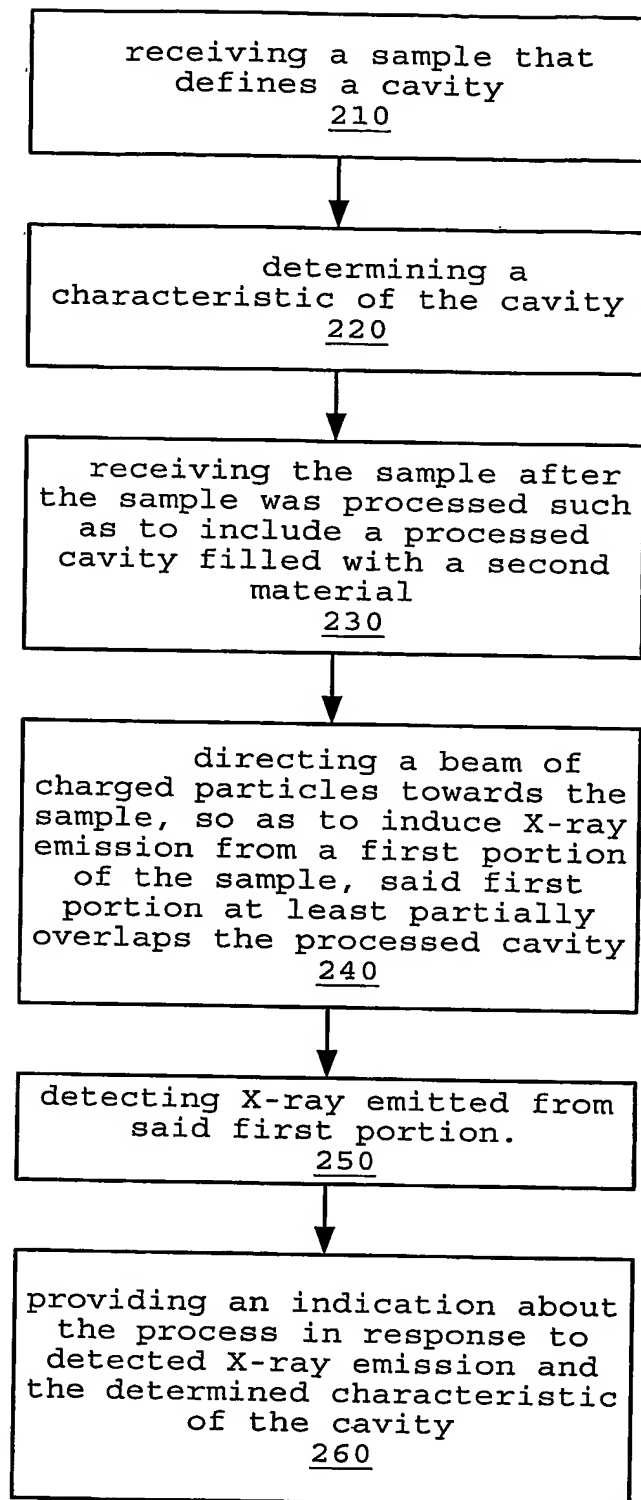 receiving a sample that
defines a cavity
210
determining a
characteristic of the cavity
220
receiving the sample after
the sample was processed such
as to include a processed
cavity filled with a second
material
230
directing a beam of
charged particles towards the
sample, so as to induce X-ray
emission from a first portion
of the sample, said first
portion at least partially
overlaps the processed cavity
240
detecting X-ray emitted from
said first portion.
250
providing an indication about
the process in response to
detected X-ray emission and
the determined characteristic
of the cavity
260